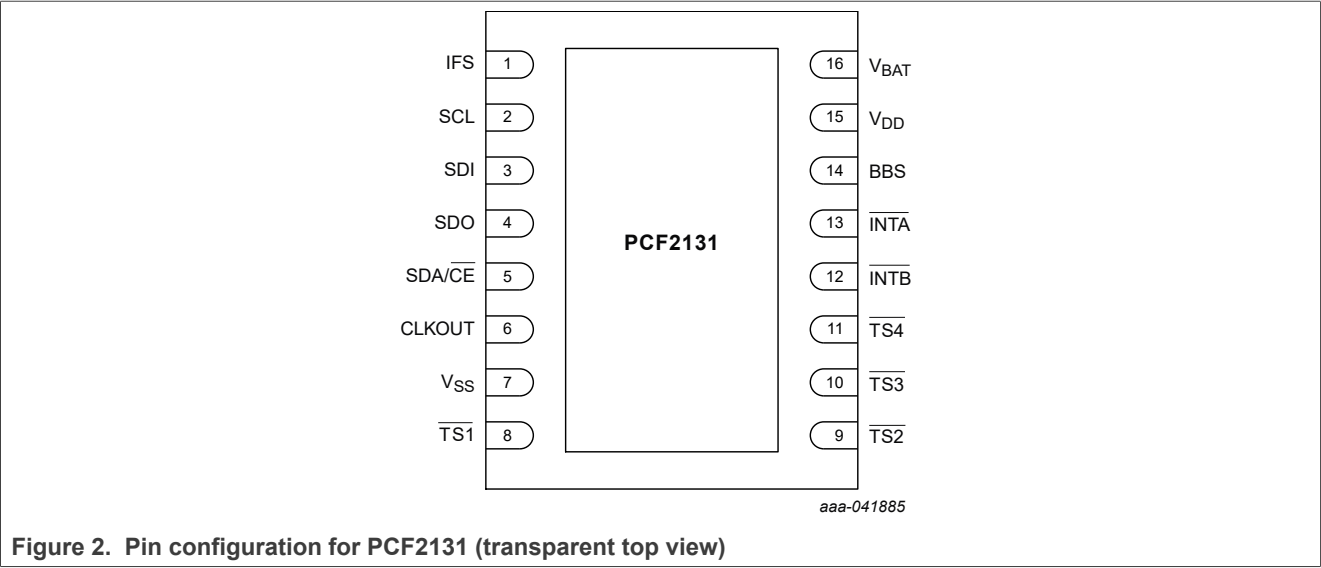 IFS 1 16 VBAT
SCL 2 15 VDD
SDI 3 14 BBS
SDO 4 13 INTA
PCF2131
SDA/CE 5 12 INTB
CLKOUT 6 11 TS4
VSS 7 10 TS3
TS1 8 9 TS2
aaa-041885
Figure 2. Pin configuration for PCF2131 (transparent top view)